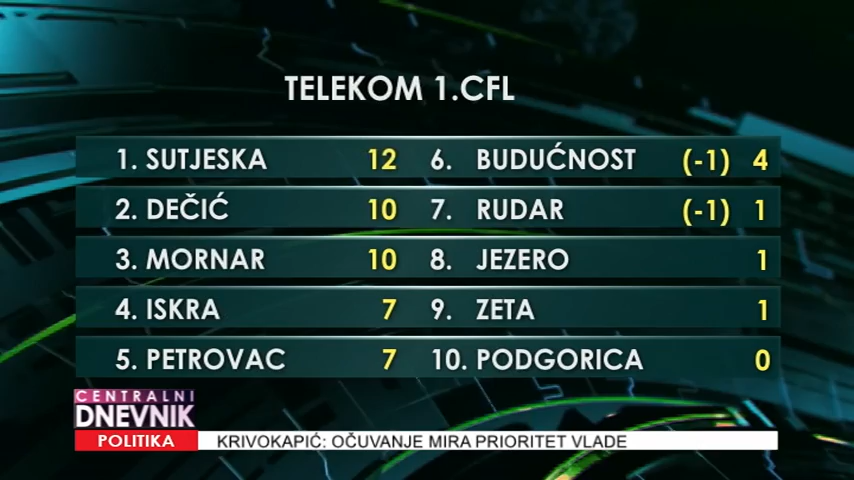 TELEKOM 1.CFL
1. SUTJESKA 12 6. BUDUĆNOST (-1) 4
2. DEČIĆ 10 7. RUDAR (-1) 1
3. MORNAR 10 8. JEZERO 1
4. ISKRA 7 9. ZETA 1
5. PETROVAC 7 10. PODGORICA 0
CENTRALNI
DNEVNIK
POLITIKA KRIVOKAPIĆ: OČUVANJE MIRA PRIORITET VLADE